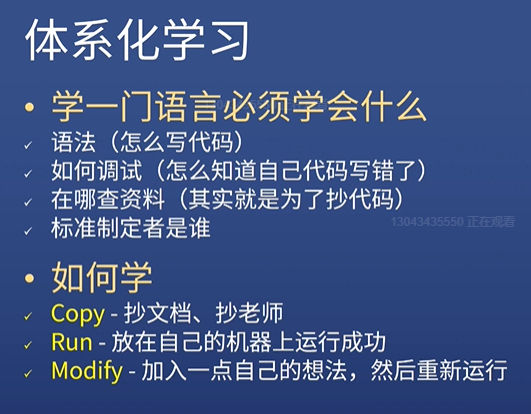 体系化学习
• 学一门语言必须学会什么
✓ 语法（怎么写代码）
✓ 如何调试（怎么知道自己代码写错了）
✓ 在哪查资料（其实就是为了抄代码）
✓ 标准制定者是谁
13043435550 正在观看
• 如何学
✓ Copy - 抄文档、抄老师
✓ Run - 放在自己的机器上运行成功
✓ Modify - 加入一点自己的想法，然后重新运行